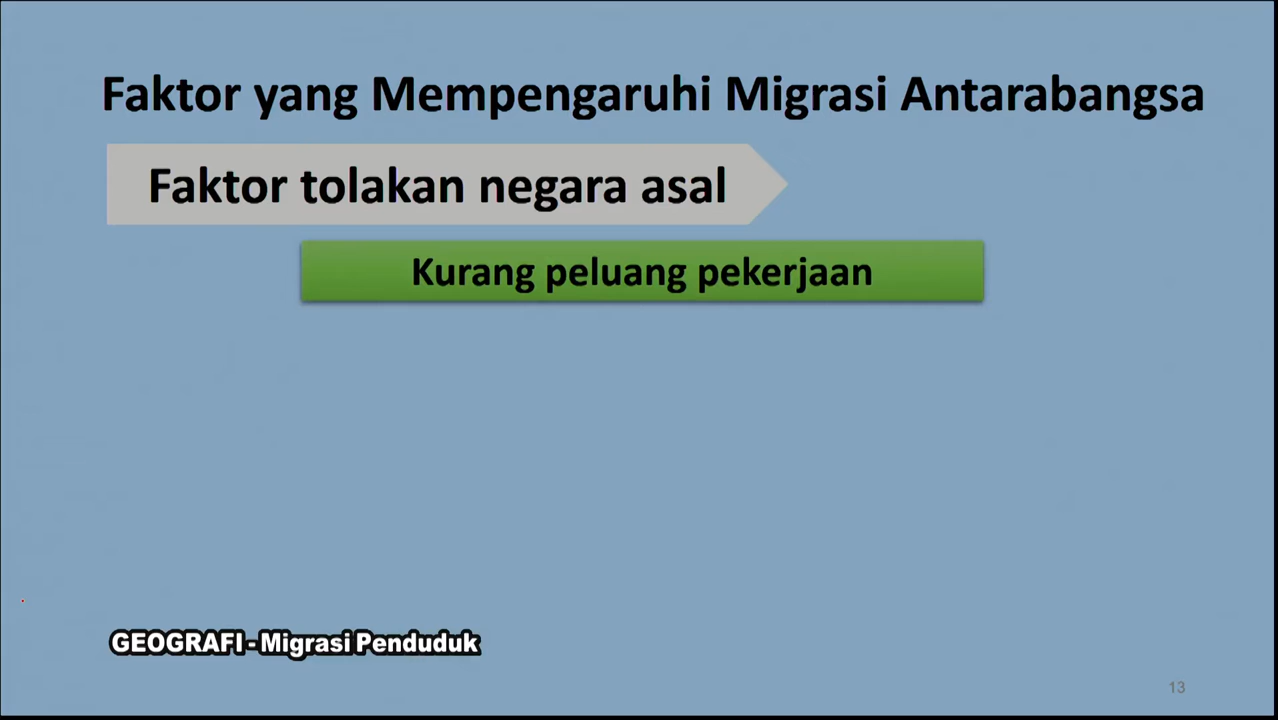 Faktor yang Mempengaruhi Migrasi Antarabangsa
Faktor tolakan negara asal
Kurang peluang pekerjaan
GEOGRAFI - Migrasi Penduduk
13